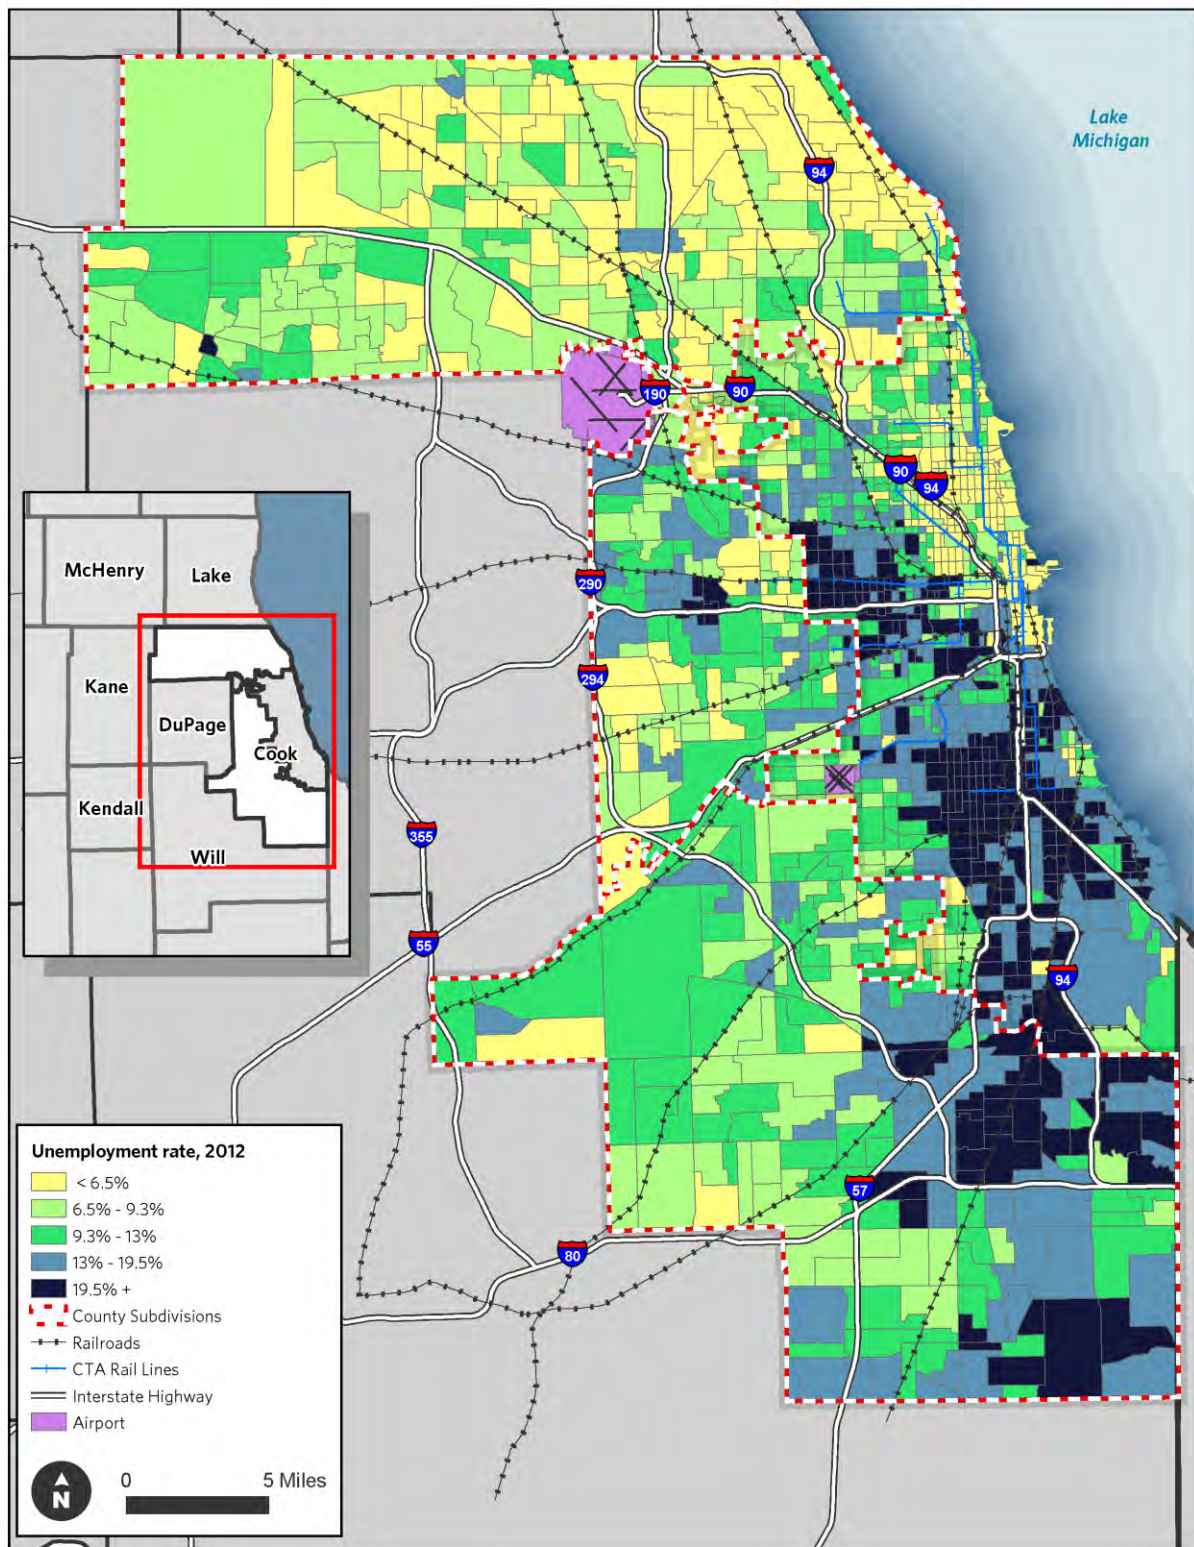 Lake
Michigan
94
190
90
90
94
290
294
McHenry
Lake
Kane
DuPage
Cook
Kendall
Will
355
55
94
57
80
Unemployment rate, 2012
< 6.5%
6.5% - 9.3%
9.3% - 13%
13% - 19.5%
19.5% +
County Subdivisions
Railroads
CTA Rail Lines
Interstate Highway
Airport
N
0 5 Miles